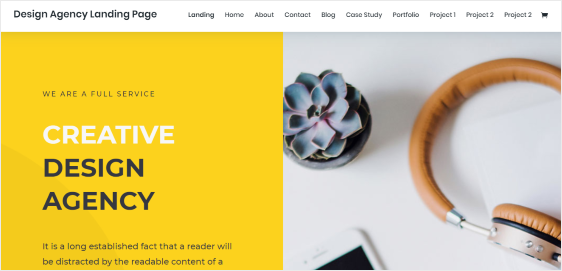 Design Agency Landing Page
Landing Home About Contact Blog Case Study Portfolio Project 1 Project 2 Project 2
WE ARE A FULL SERVICE
CREATIVE
DESIGN
AGENCY
It is a long established fact that a reader will
be distracted by the readable content of a